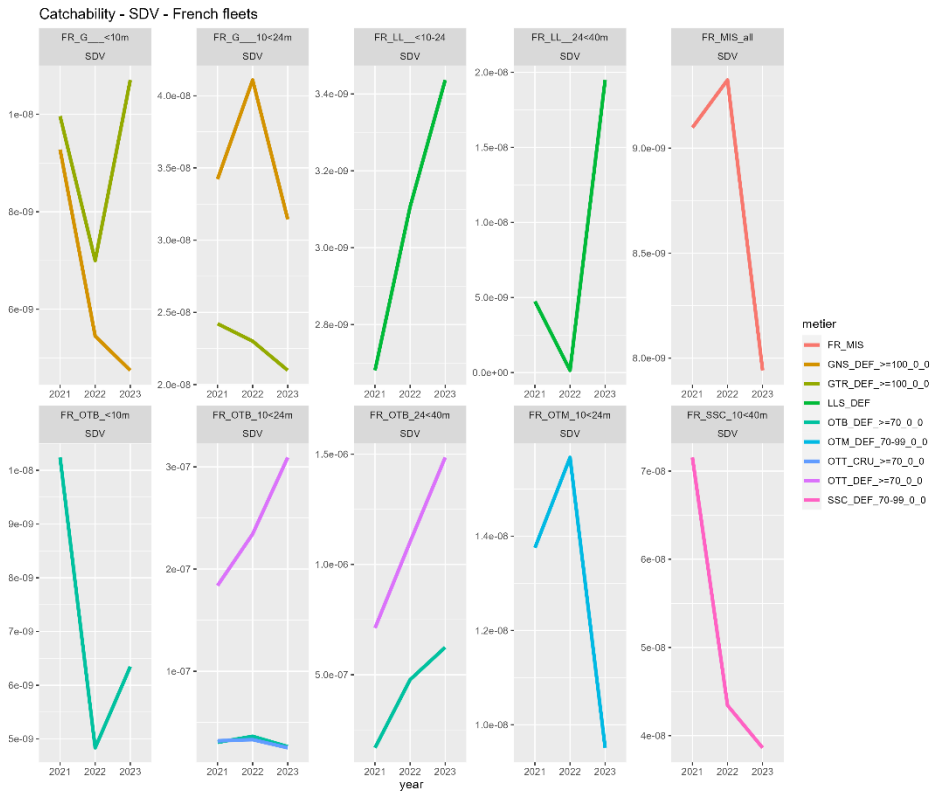 Catchability - SDV - French fleets
FR_G___<10m
SDV
FR_G___10<24m
SDV
FR_LL__<10-24
SDV
FR_LL__24<40m
SDV
FR_MIS_all
SDV
1e-08
8e-09
6e-09
4.0e-08
3.5e-08
3.0e-08
2.5e-08
2.0e-08
3.4e-09
3.2e-09
3.0e-09
2.8e-09
2.0e-08
1.5e-08
1.0e-08
5.0e-09
0.0e+00
9.0e-09
8.5e-09
8.0e-09
2021 2022 2023
2021 2022 2023
2021 2022 2023
2021 2022 2023
2021 2022 2023
FR_OTB_<10m
SDV
FR_OTB_10<24m
SDV
FR_OTB_24<40m
SDV
FR_OTM_10<24m
SDV
FR_SSC_10<40m
SDV
1e-08
9e-09
8e-09
7e-09
6e-09
5e-09
3e-07
2e-07
1e-07
1.5e-06
1.0e-06
5.0e-07
1.4e-08
1.2e-08
1.0e-08
7e-08
6e-08
5e-08
4e-08
2021 2022 2023
2021 2022 2023
2021 2022 2023
2021 2022 2023
2021 2022 2023
year
metier
FR_MIS
GNS_DEF_>=100_0_0
GTR_DEF_>=100_0_0
LLS_DEF
OTB_DEF_>=70_0_0
OTM_DEF_70-99_0_0
OTT_CRU_>=70_0_0
OTT_DEF_>=70_0_0
SSC_DEF_70-99_0_0